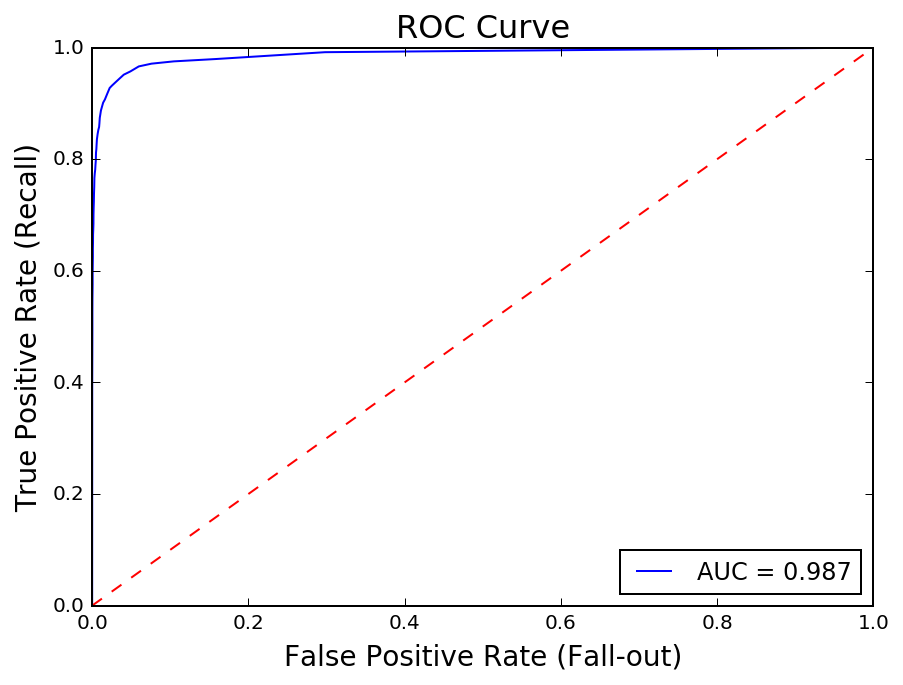 ROC Curve
1.0
0.8
0.6
0.4
0.2
0.0
True Positive Rate (Recall)
AUC = 0.987
0.0 0.2 0.4 0.6 0.8 1.0
False Positive Rate (Fall-out)